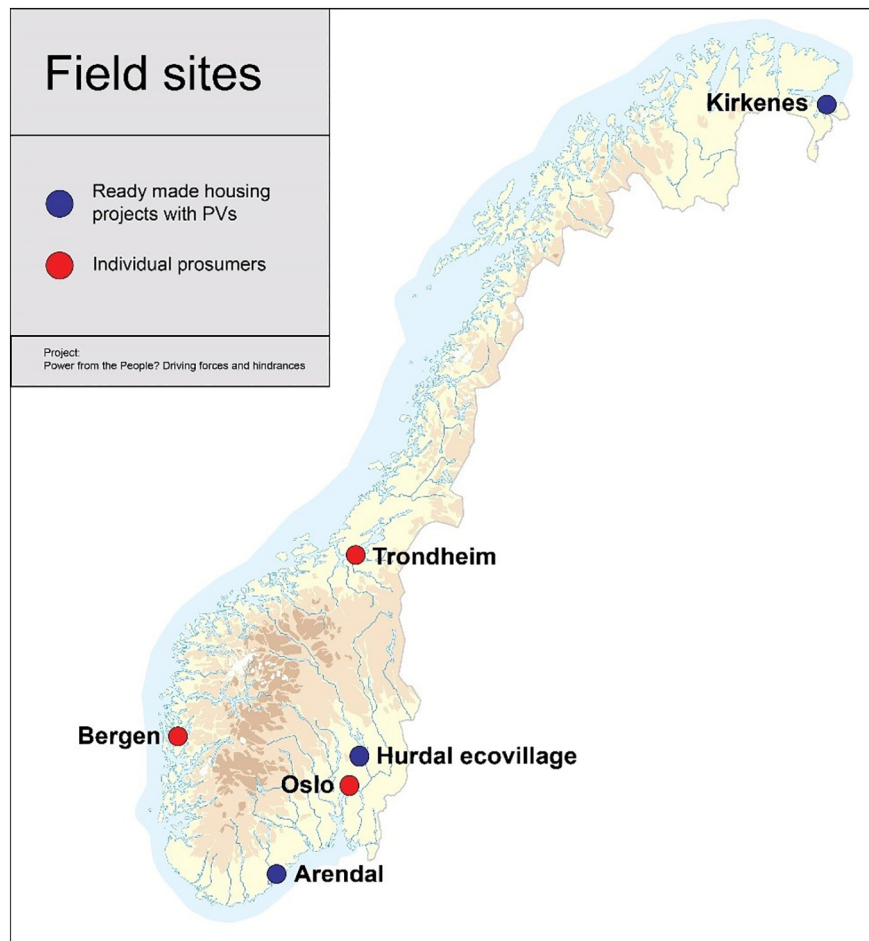 Field sites
Ready made housing
projects with PVs
Individual prosumers
Project:
Power from the People? Driving forces and hindrances
Kirkenes
Trondheim
Bergen
Hurdal ecovillage
Oslo
Arendal